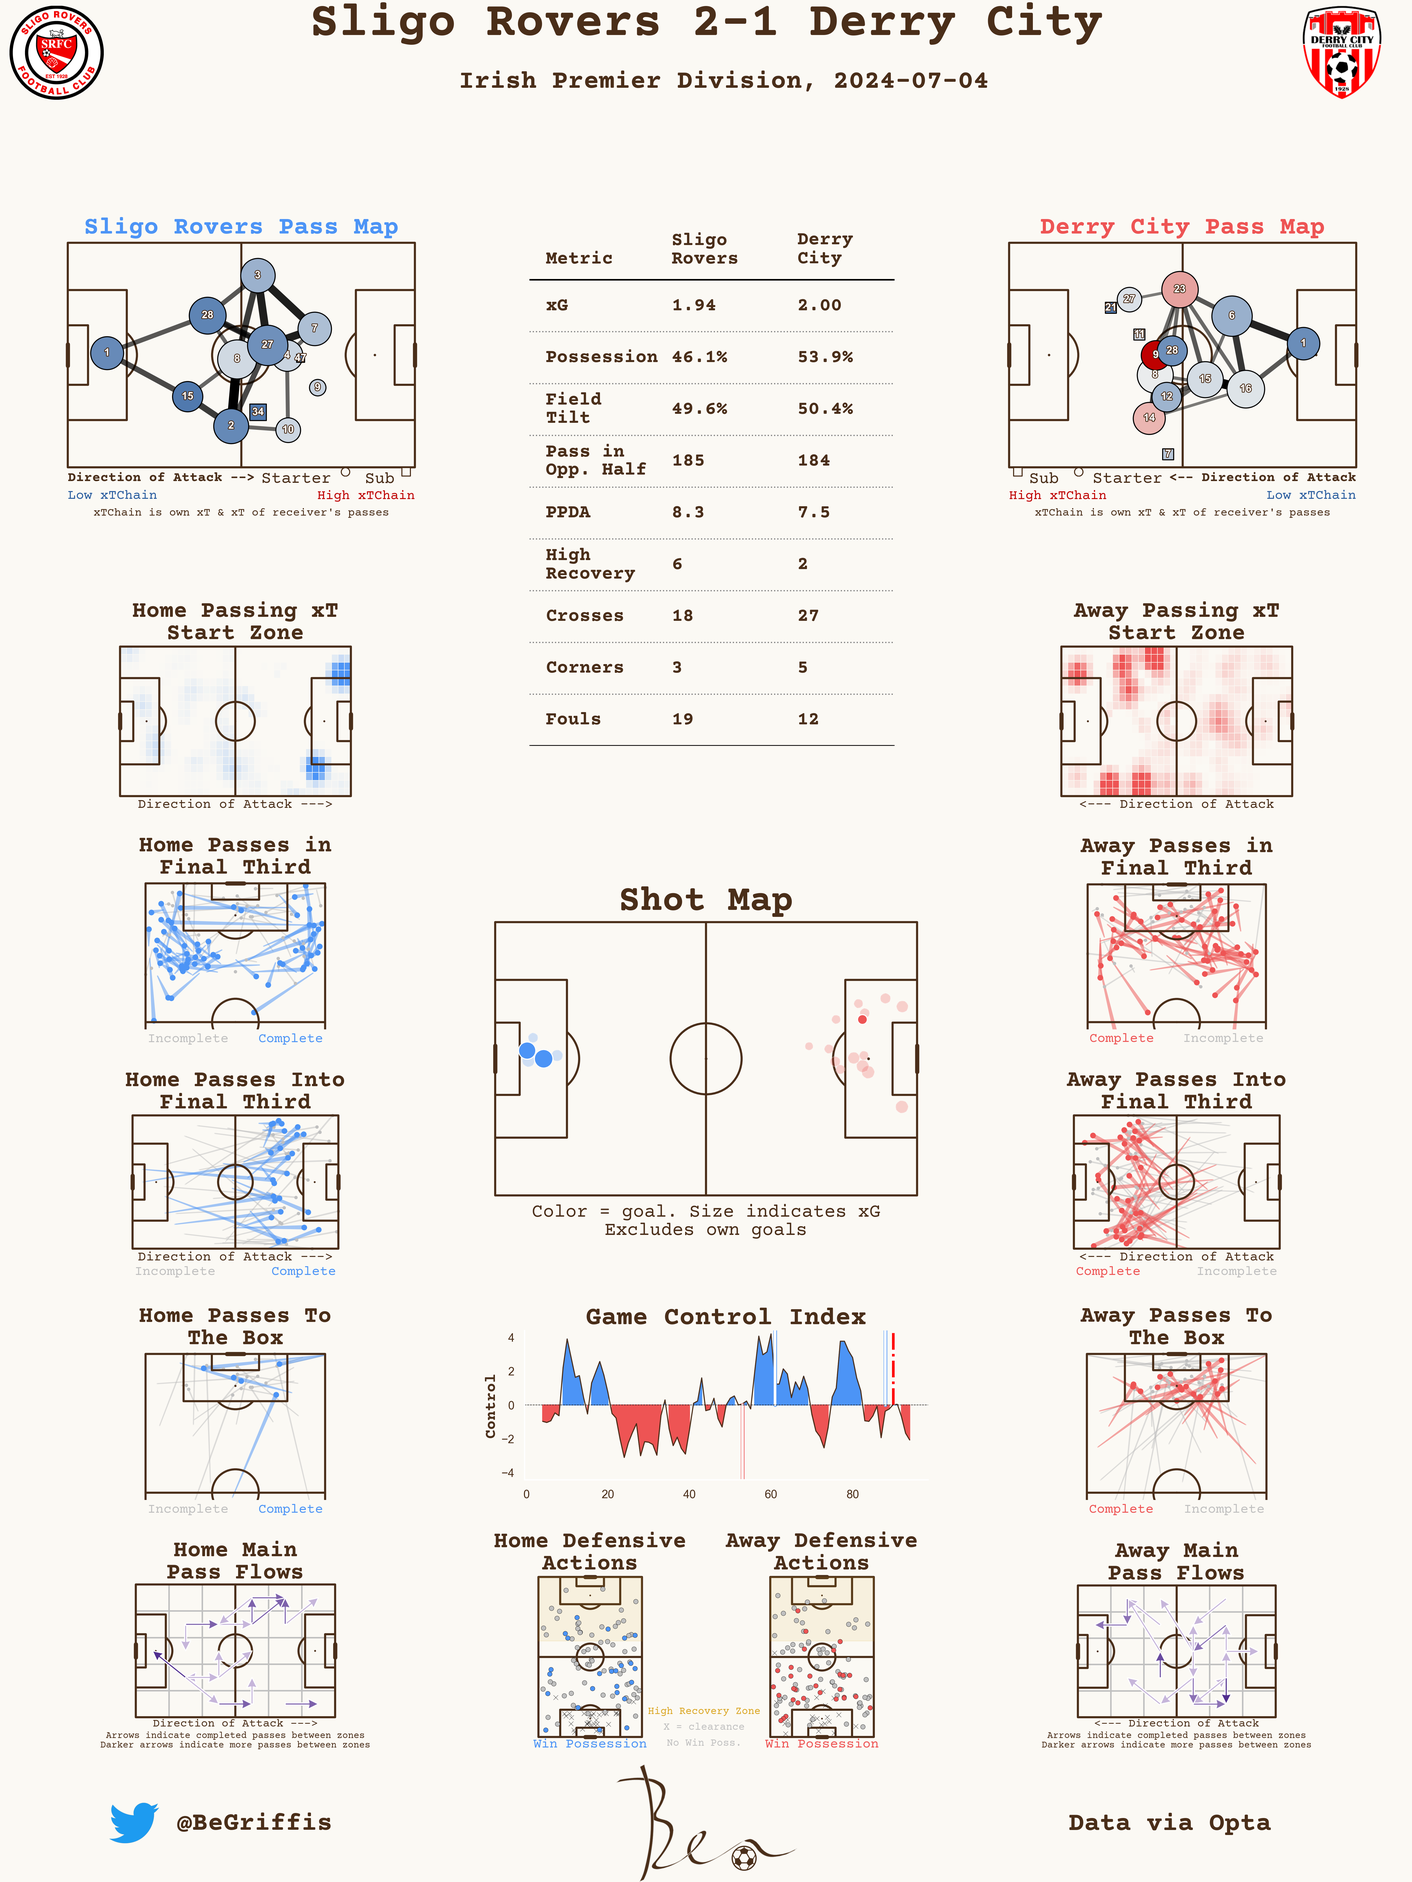 Sligo Rovers 2-1 Derry City
Irish Premier Division, 2024-07-04
SLIGO ROVERS
SRFC
EST 1928
FOOTBALL CLUB
DERRY CITY
FOOTBALL CLUB
1928
Sligo Rovers Pass Map
3
28
7
27
1
8
4
47
9
15
34
2
10
Direction of Attack --> Starter Sub
Low xTChain High xTChain
xTChain is own xT & xT of receiver's passes
Metric Sligo Rovers Derry City
xG 1.94 2.00
Possession 46.1% 53.9%
Field Tilt 49.6% 50.4%
Pass in Opp. Half 185 184
PPDA 8.3 7.5
High Recovery 6 2
Crosses 18 27
Corners 3 5
Fouls 19 12
Derry City Pass Map
23
27
21
6
11
1
9
28
8
15
16
12
14
7
Sub Starter <-- Direction of Attack
High xTChain Low xTChain
xTChain is own xT & xT of receiver's passes
Home Passing xT
Start Zone
Direction of Attack --->
Away Passing xT
Start Zone
<--- Direction of Attack
Home Passes in
Final Third
Incomplete Complete
Away Passes in
Final Third
Complete Incomplete
Shot Map
Color = goal. Size indicates xG
Excludes own goals
Home Passes Into
Final Third
Direction of Attack --->
Incomplete Complete
Away Passes Into
Final Third
<--- Direction of Attack
Complete Incomplete
Home Passes To
The Box
Incomplete Complete
Game Control Index
Control
4
2
0
−2
−4
0 20 40 60 80
Away Passes To
The Box
Complete Incomplete
Home Main
Pass Flows
Direction of Attack --->
Arrows indicate completed passes between zones
Darker arrows indicate more passes between zones
Home Defensive
Actions
Win Possession
High Recovery Zone
X = clearance
No Win Poss.
Away Defensive
Actions
Win Possession
Away Main
Pass Flows
<--- Direction of Attack
Arrows indicate completed passes between zones
Darker arrows indicate more passes between zones
@BeGriffis
Ben
Data via Opta